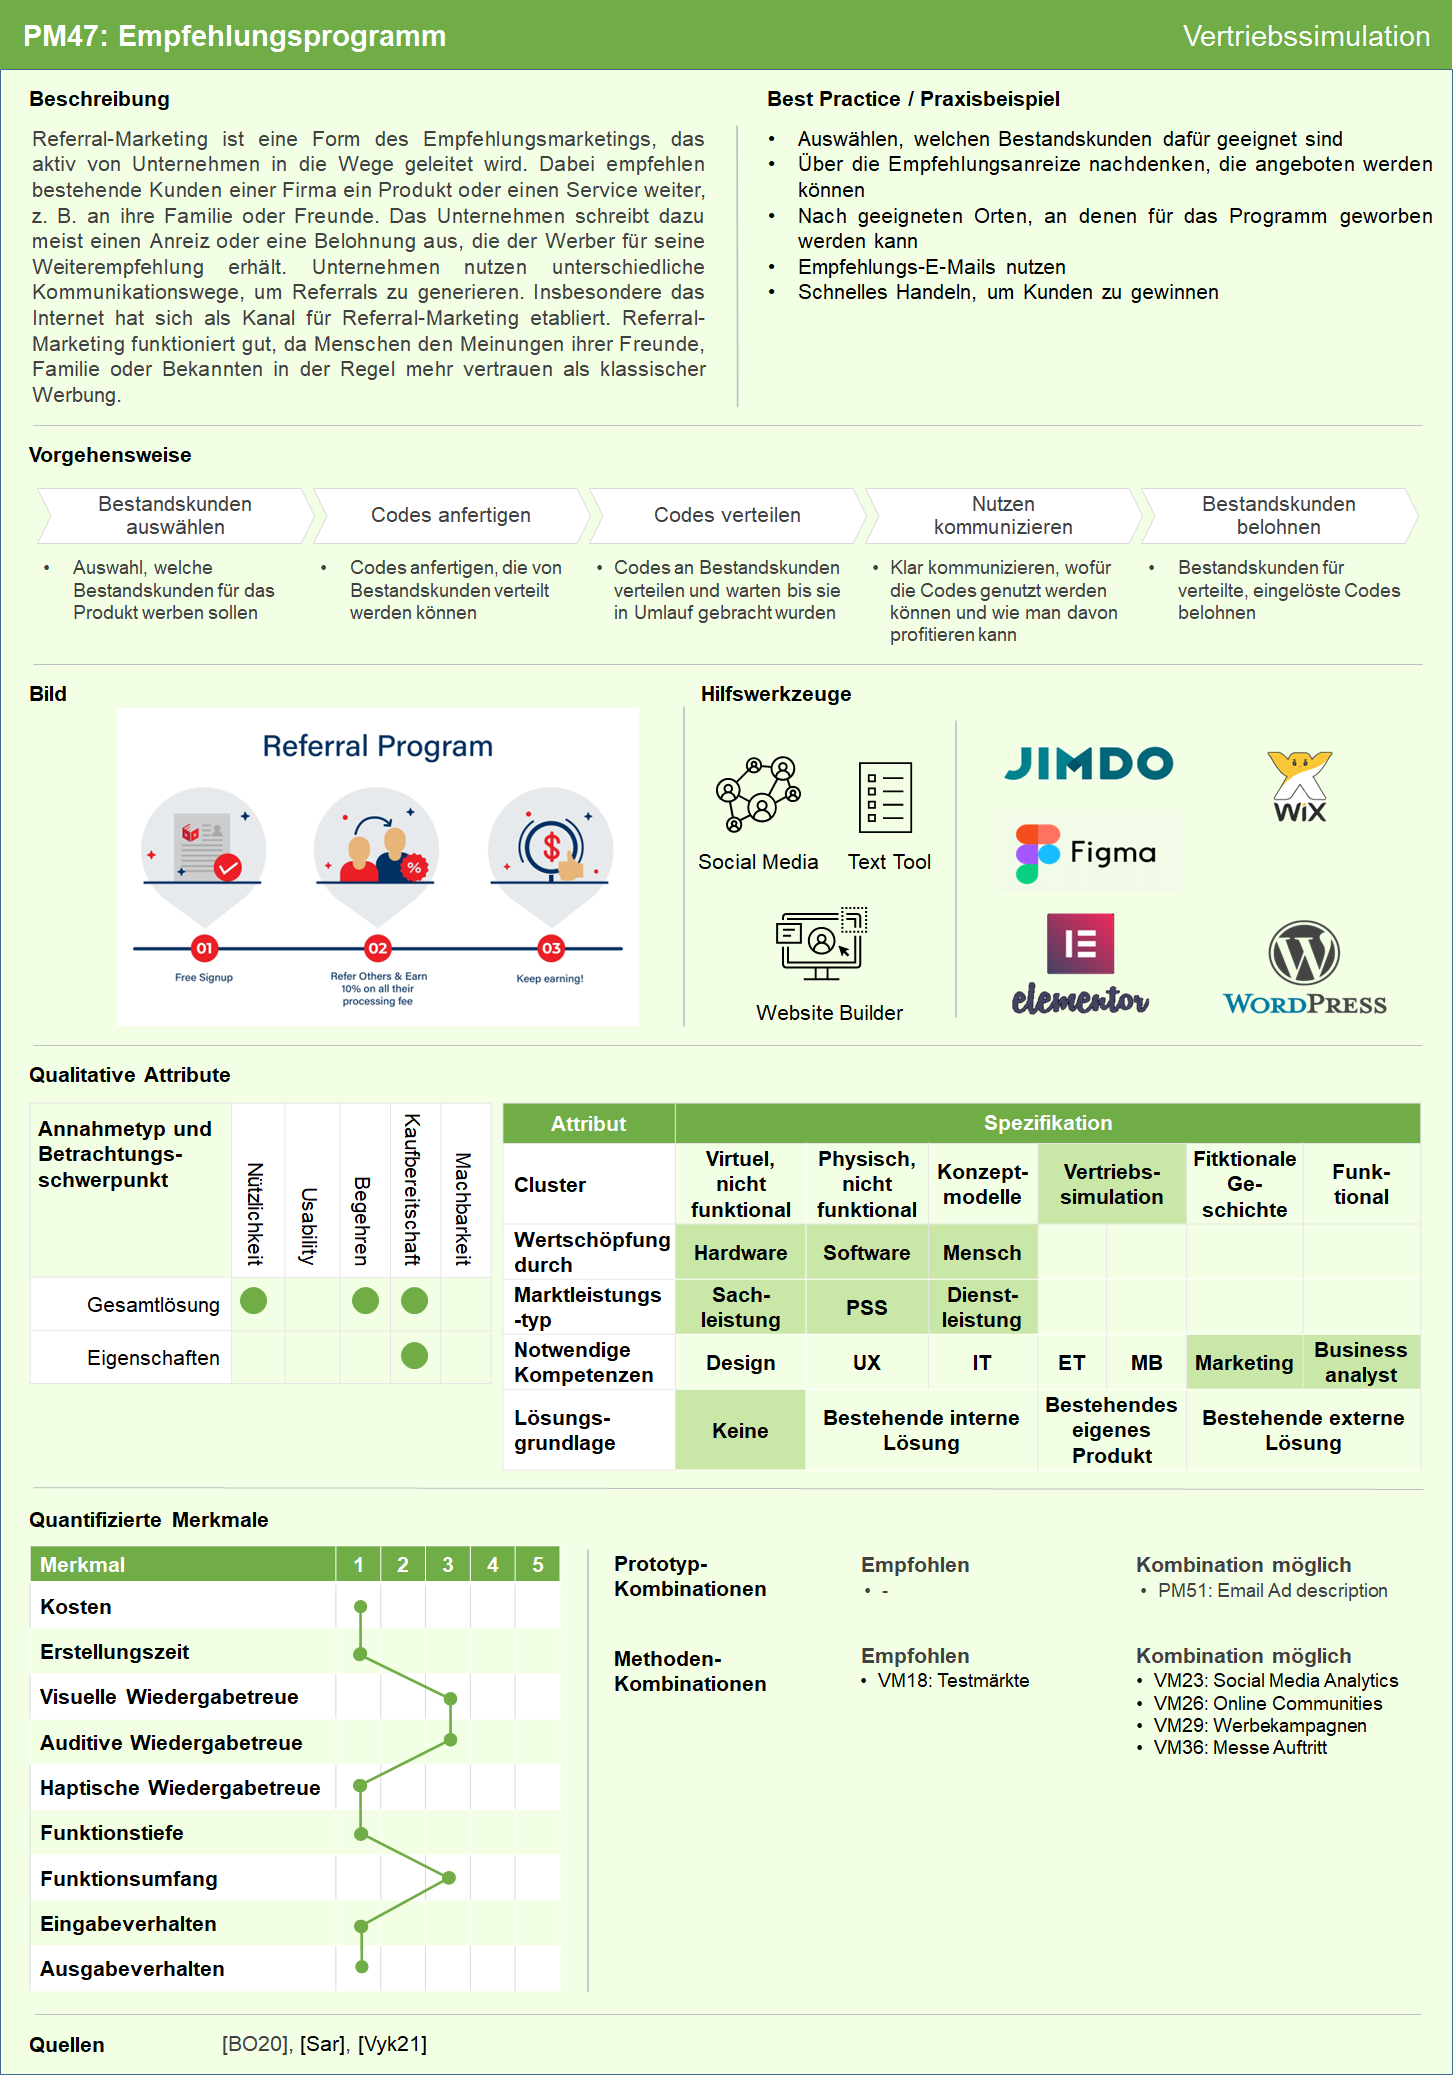 PM47: Empfehlungsprogramm
Vertriebssimulation
Beschreibung
Referral-Marketing ist eine Form des Empfehlungsmarketings, das
aktiv von Unternehmen in die Wege geleitet wird. Dabei empfehlen
bestehende Kunden einer Firma ein Produkt oder einen Service weiter,
z. B. an ihre Familie oder Freunde. Das Unternehmen schreibt dazu
meist einen Anreiz oder eine Belohnung aus, die der Werber für seine
Weiterempfehlung erhält. Unternehmen nutzen unterschiedliche
Kommunikationswege, um Referrals zu generieren. Insbesondere das
Internet hat sich als Kanal für Referral-Marketing etabliert. Referral-
Marketing funktioniert gut, da Menschen den Meinungen ihrer Freunde,
Familie oder Bekannten in der Regel mehr vertrauen als klassischer
Werbung.
Best Practice / Praxisbeispiel
• Auswählen, welchen Bestandskunden dafür geeignet sind
• Über die Empfehlungsanreize nachdenken, die angeboten werden
können
• Nach geeigneten Orten, an denen für das Programm geworben
werden kann
• Empfehlungs-E-Mails nutzen
• Schnelles Handeln, um Kunden zu gewinnen
Vorgehensweise
Bestandskunden
auswählen
• Auswahl, welche
Bestandskunden für das
Produkt werben sollen
Codes anfertigen
• Codes anfertigen, die von
Bestandskunden verteilt
werden können
Codes verteilen
• Codes an Bestandskunden
verteilen und warten bis sie
in Umlauf gebracht wurden
Nutzen
kommunizieren
• Klar kommunizieren, wofür
die Codes genutzt werden
können und wie man davon
profitieren kann
Bestandskunden
belohnen
• Bestandskunden für
verteilte, eingelöste Codes
belohnen
Bild
Referral Program
%
$
01
02
03
Free Signup
Refer Others & Earn
10% on all their
processing fee
Keep earning!
Hilfswerkzeuge
Social Media
Text Tool
Website Builder
JIMDO
WiX
Figma
elementor
WORDPRESS
Qualitative Attribute
Annahmetyp und
Betrachtungs-
schwerpunkt
Nützlichkeit
Usability
Begehren
Kaufbereitschaft
Machbarkeit
Gesamtlösung
Eigenschaften
Attribut
Spezifikation
Cluster
Virtuel,
nicht
funktional
Physisch,
nicht
funktional
Konzept-
modelle
Vertriebs-
simulation
Fitktionale
Ge-
schichte
Funk-
tional
Wertschöpfung
durch
Hardware
Software
Mensch
Marktleistungs
-typ
Sach-
leistung
PSS
Dienst-
leistung
Notwendige
Kompetenzen
Design
UX
IT
ET
MB
Marketing
Business
analyst
Lösungs-
grundlage
Keine
Bestehende interne
Lösung
Bestehendes
eigenes
Produkt
Bestehende externe
Lösung
Quantifizierte Merkmale
Merkmal 1 2 3 4 5
Kosten
Erstellungszeit
Visuelle Wiedergabetreue
Auditive Wiedergabetreue
Haptische Wiedergabetreue
Funktionstiefe
Funktionsumfang
Eingabeverhalten
Ausgabeverhalten
Prototyp-
Kombinationen
Empfohlen
• -
Kombination möglich
• PM51: Email Ad description
Methoden-
Kombinationen
Empfohlen
• VM18: Testmärkte
Kombination möglich
• VM23: Social Media Analytics
• VM26: Online Communities
• VM29: Werbekampagnen
• VM36: Messe Auftritt
Quellen
[BO20], [Sar], [Vyk21]